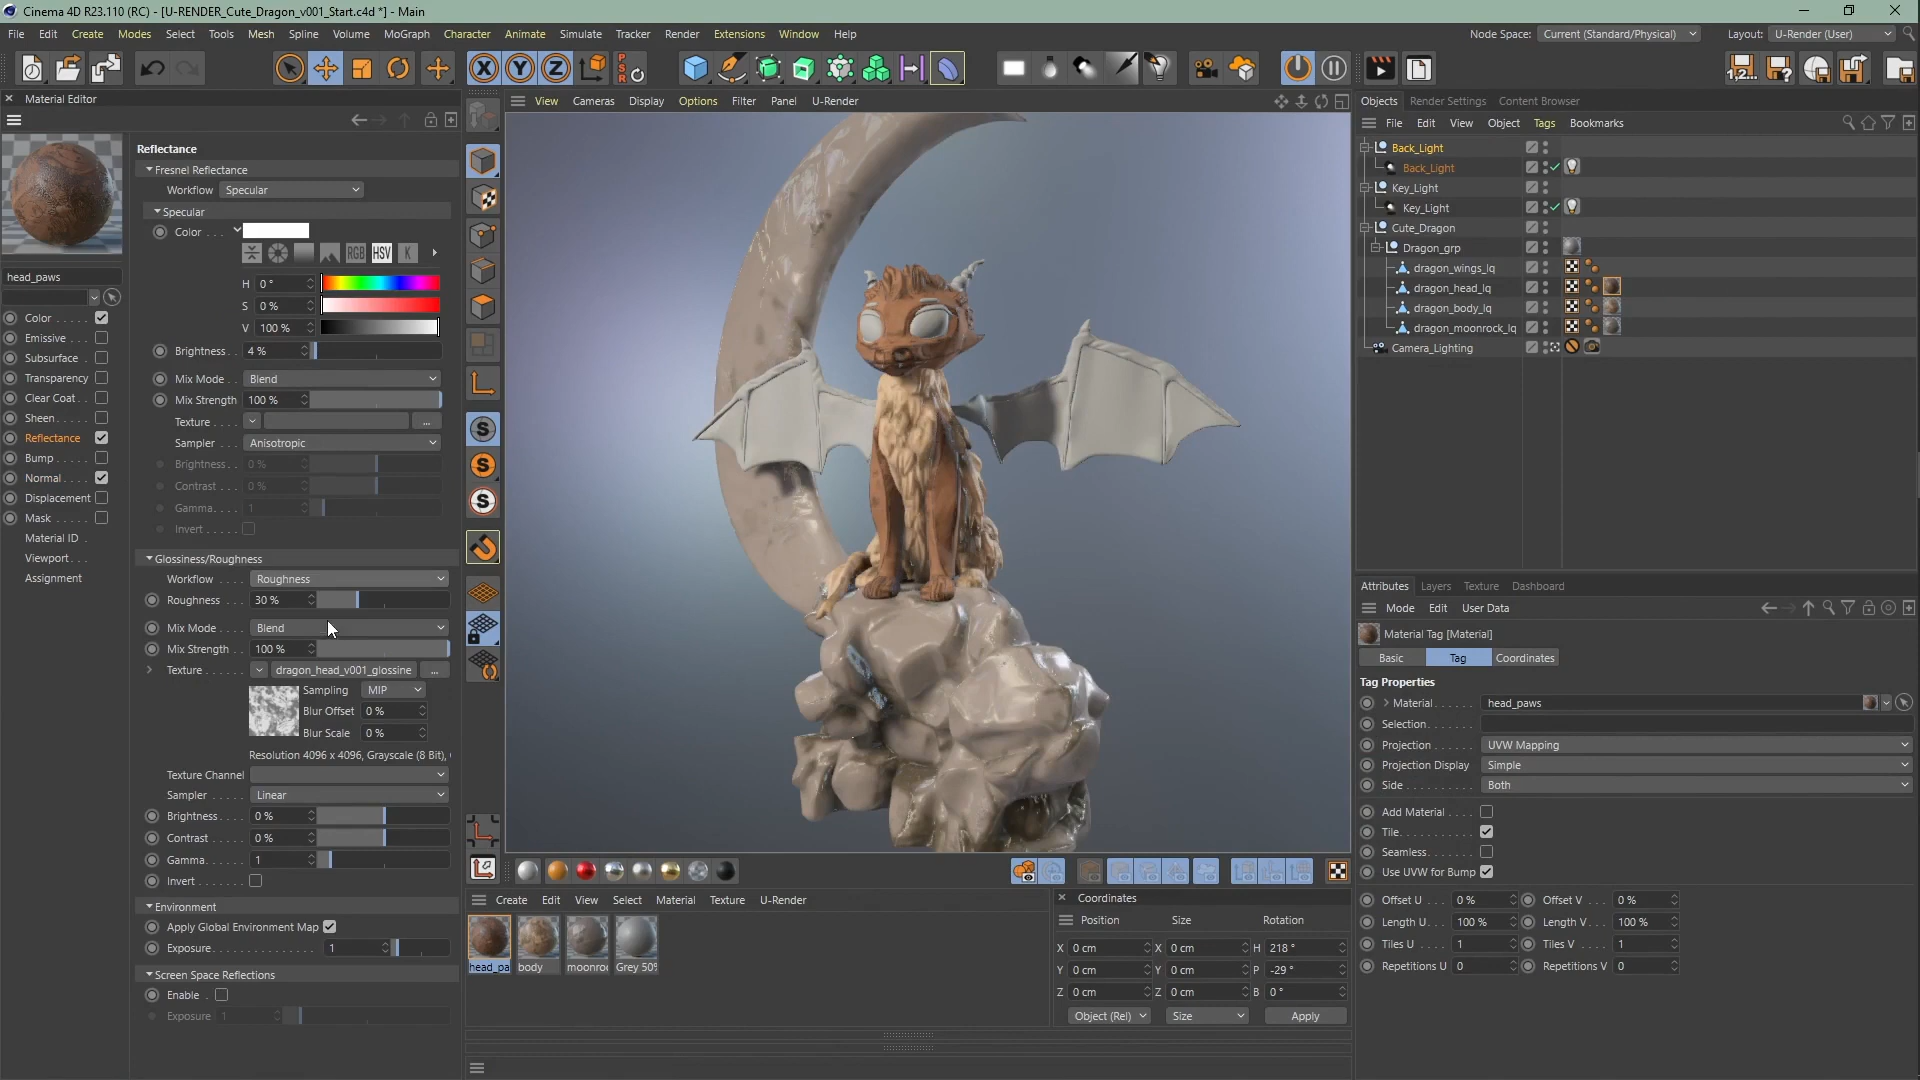 Cinema 4D R23.110 (RC) - [U-RENDER_Cute_Dragon_v001_Start.c4d *] - Main
File Edit Create Modes Select Tools Mesh Spline Volume MoGraph Character Animate Simulate Tracker Render Extensions Window Help
Node Space: Current (Standard/Physical) Layout: U-Render (User)
Material Editor
head_paws
Color
Emissive
Subsurface
Transparency
Clear Coat
Sheen
Reflectance
Bump
Normal
Displacement
Mask
Material ID
Viewport
Assignment
Reflectance
Fresnel Reflectance
Workflow Specular
Specular
Color
RGB HSV K
H 0 °
S 0 %
V 100 %
Brightness 4 %
Mix Mode Blend
Mix Strength 100 %
Texture ...
Sampler Anisotropic
Brightness 0 %
Contrast 0 %
Gamma 1
Invert
Glossiness/Roughness
Workflow Roughness
Roughness 30 %
Mix Mode Blend
Mix Strength 100 %
Texture dragon_head_v001_glossine ...
Sampling MIP
Blur Offset 0 %
Blur Scale 0 %
Resolution 4096 x 4096, Grayscale (8 Bit),
Texture Channel
Sampler Linear
Brightness 0 %
Contrast 0 %
Gamma 1
Invert
Environment
Apply Global Environment Map
Exposure 1
Screen Space Reflections
Enable
Exposure 1
X Y Z
PSR
View Cameras Display Options Filter Panel U-Render
S
S
S
Create Edit View Select Material Texture U-Render
head_pa body moonroc Grey 50%
Coordinates
Position Size Rotation
X 0 cm X 0 cm H 218 °
Y 0 cm Y 0 cm P -29 °
Z 0 cm Z 0 cm B 0 °
Object (Rel) Size Apply
Objects Render Settings Content Browser
File Edit View Object Tags Bookmarks
Back_Light
Back_Light
Key_Light
Key_Light
Cute_Dragon
Dragon_grp
dragon_wings_lq
dragon_head_lq
dragon_body_lq
dragon_moonrock_lq
Camera_Lighting
Attributes Layers Texture Dashboard
Mode Edit User Data
Material Tag [Material]
Basic Tag Coordinates
Tag Properties
Material head_paws
Selection
Projection UVW Mapping
Projection Display Simple
Side Both
Add Material
Tile
Seamless
Use UVW for Bump
Offset U 0 % Offset V 0 %
Length U 100 % Length V 100 %
Tiles U 1 Tiles V 1
Repetitions U 0 Repetitions V 0